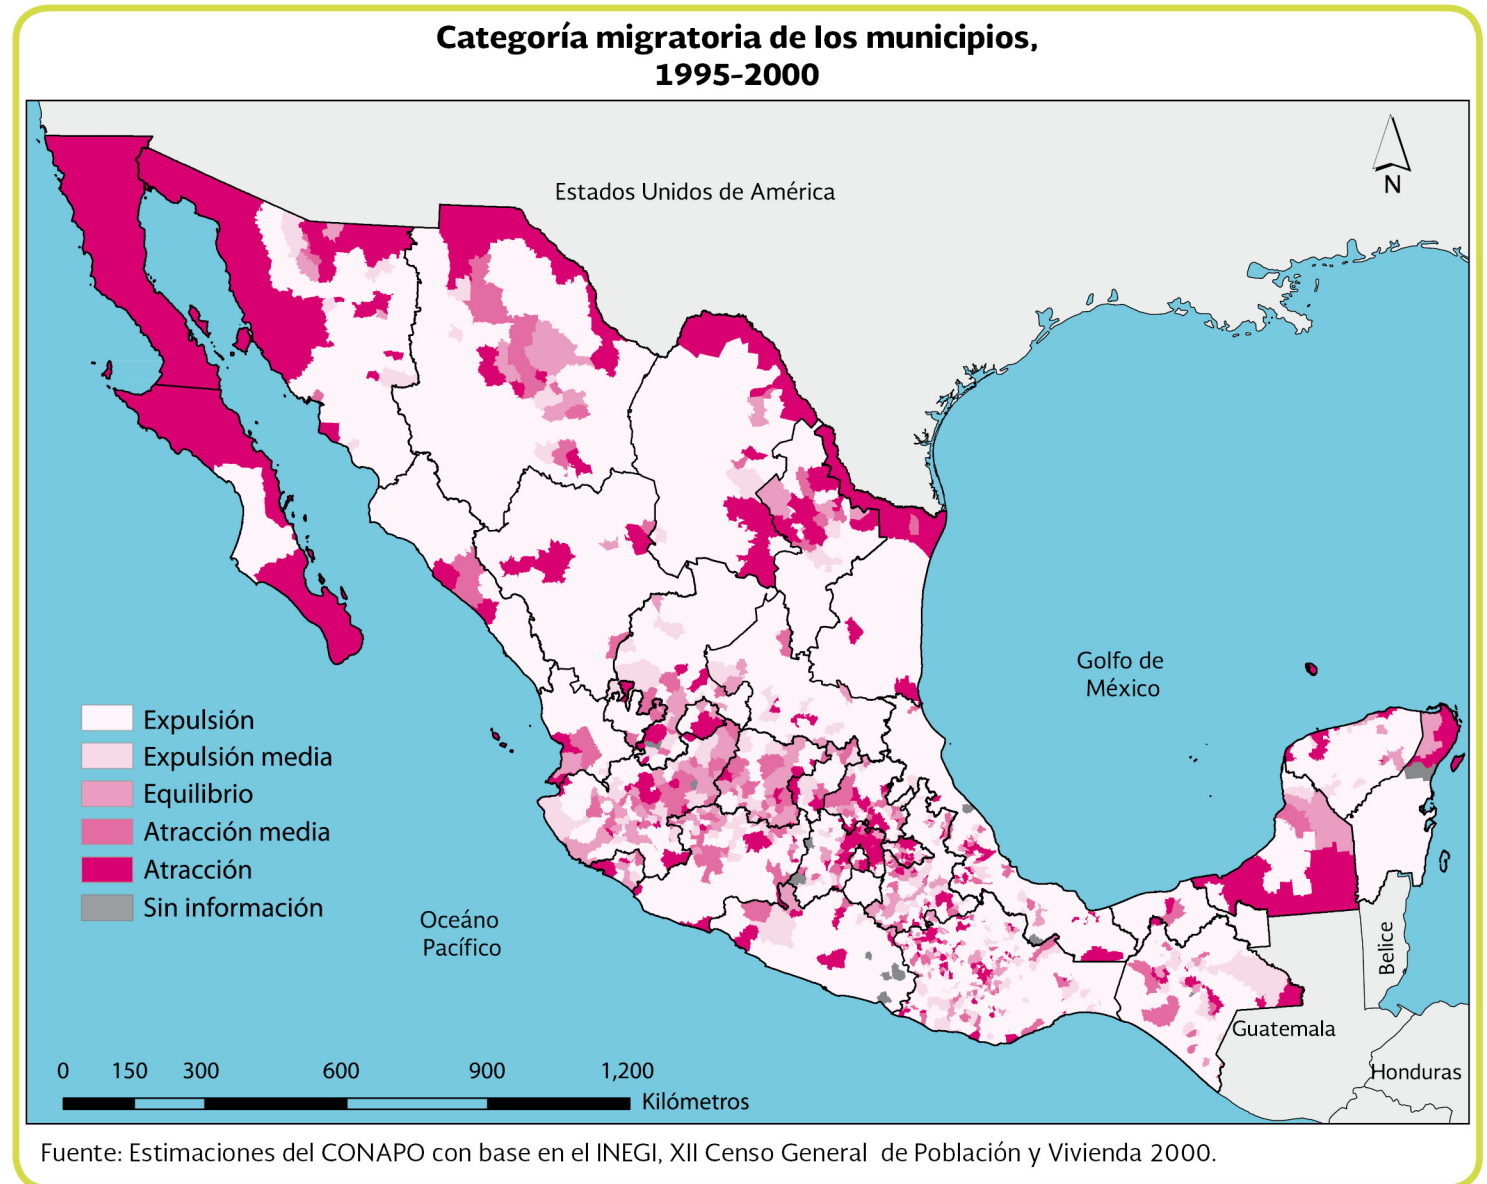 Categoría migratoria de los municipios,
1995-2000
Estados Unidos de América
N
Golfo de
México
Expulsión
Expulsión media
Equilibrio
Atracción media
Atracción
Sin información
Oceáno
Pacífico
Belice
Guatemala
Honduras
0 150 300 600 900 1,200
Kilómetros
Fuente: Estimaciones del CONAPO con base en el INEGI, XII Censo General de Población y Vivienda 2000.